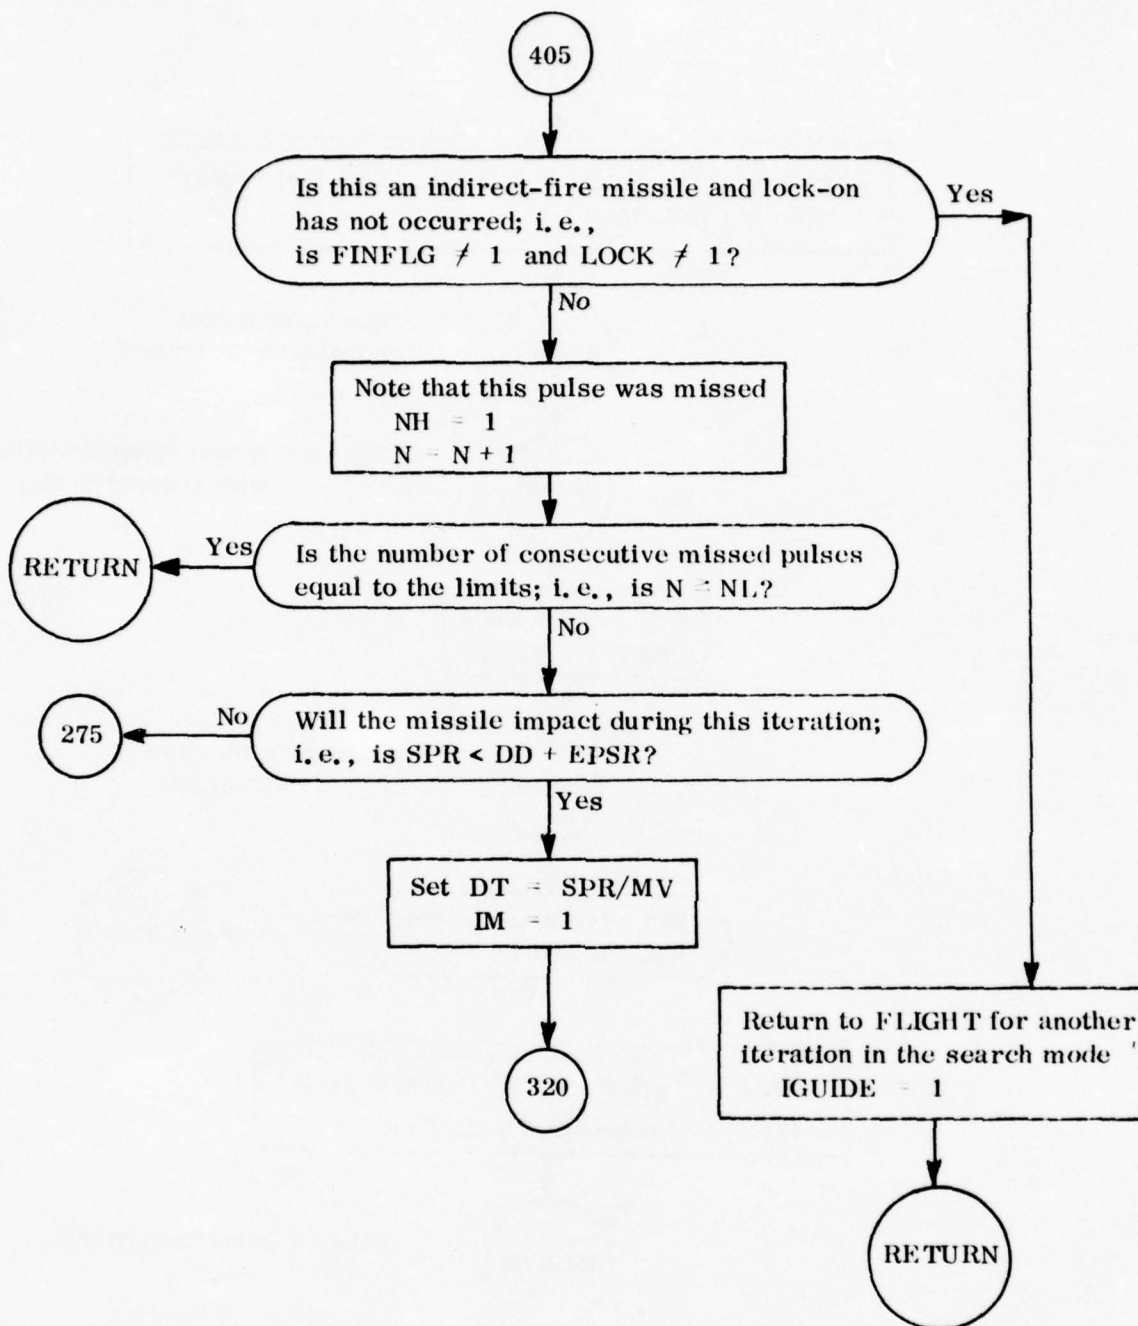 405
Is this an indirect-fire missile and lock-on
has not occurred; i.e.,
is FINFLG ≠ 1 and LOCK ≠ 1?
Yes
No
Note that this pulse was missed
NH = 1
N = N + 1
RETURN
Yes
Is the number of consecutive missed pulses
equal to the limits; i.e., is N = NL?
No
275
No
Will the missile impact during this iteration;
i.e., is SPR < DD + EPSR?
Yes
Set DT = SPR/MV
IM = 1
320
Return to FLIGHT for another
iteration in the search mode
IGUIDE = 1
RETURN